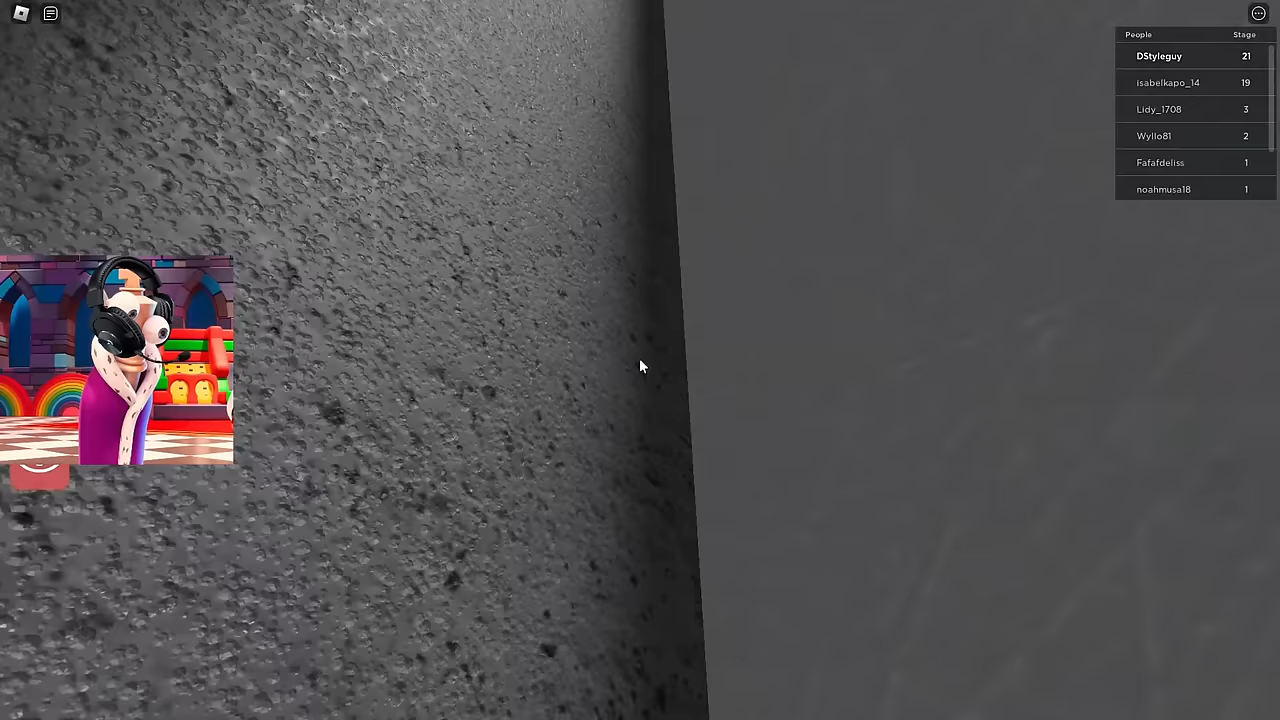 People Stage
DStyleguy 21
isabelkapo_14 19
Lidy_1708 3
Wyllo81 2
Fafafdeliss 1
noahmusa18 1